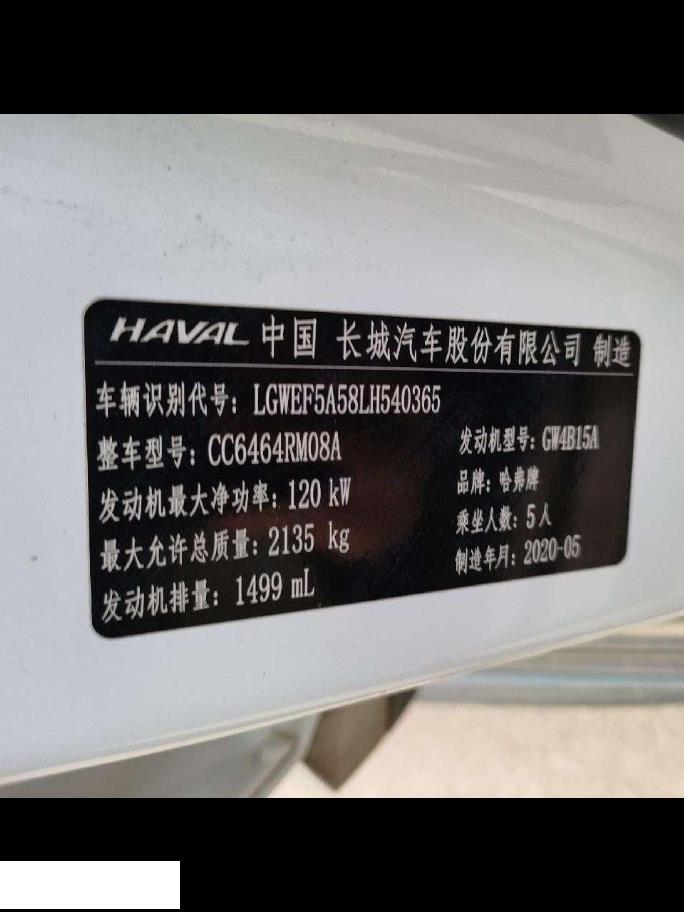 HAVAL 中国 长城汽车股份有限公司 制造
车辆识别代号: LGWEF5A58LH540365
整车型号: CC6464RM08A
发动机型号: GW4B15A
发动机最大净功率: 120 kW
品牌: 哈弗牌
最大允许总质量: 2135 kg
乘坐人数: 5人
发动机排量: 1499 mL
制造年月: 2020-05